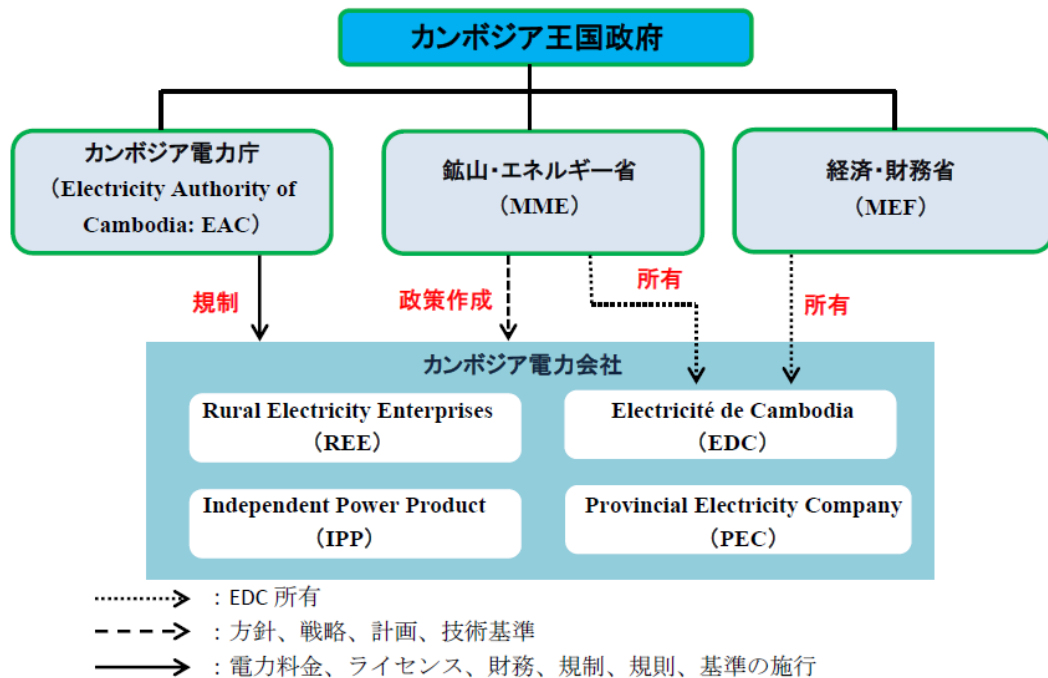 カンボジア王国政府
カンボジア電力庁
（Electricity Authority of
Cambodia: EAC）
鉱山・エネルギー省
（MME）
経済・財務省
（MEF）
規制
政策作成
所有
所有
カンボジア電力会社
Rural Electricity Enterprises
（REE）
Electricité de Cambodia
（EDC）
Independent Power Product
（IPP）
Provincial Electricity Company
（PEC）
：EDC 所有
：方針、戦略、計画、技術基準
：電力料金、ライセンス、財務、規制、規則、基準の施行